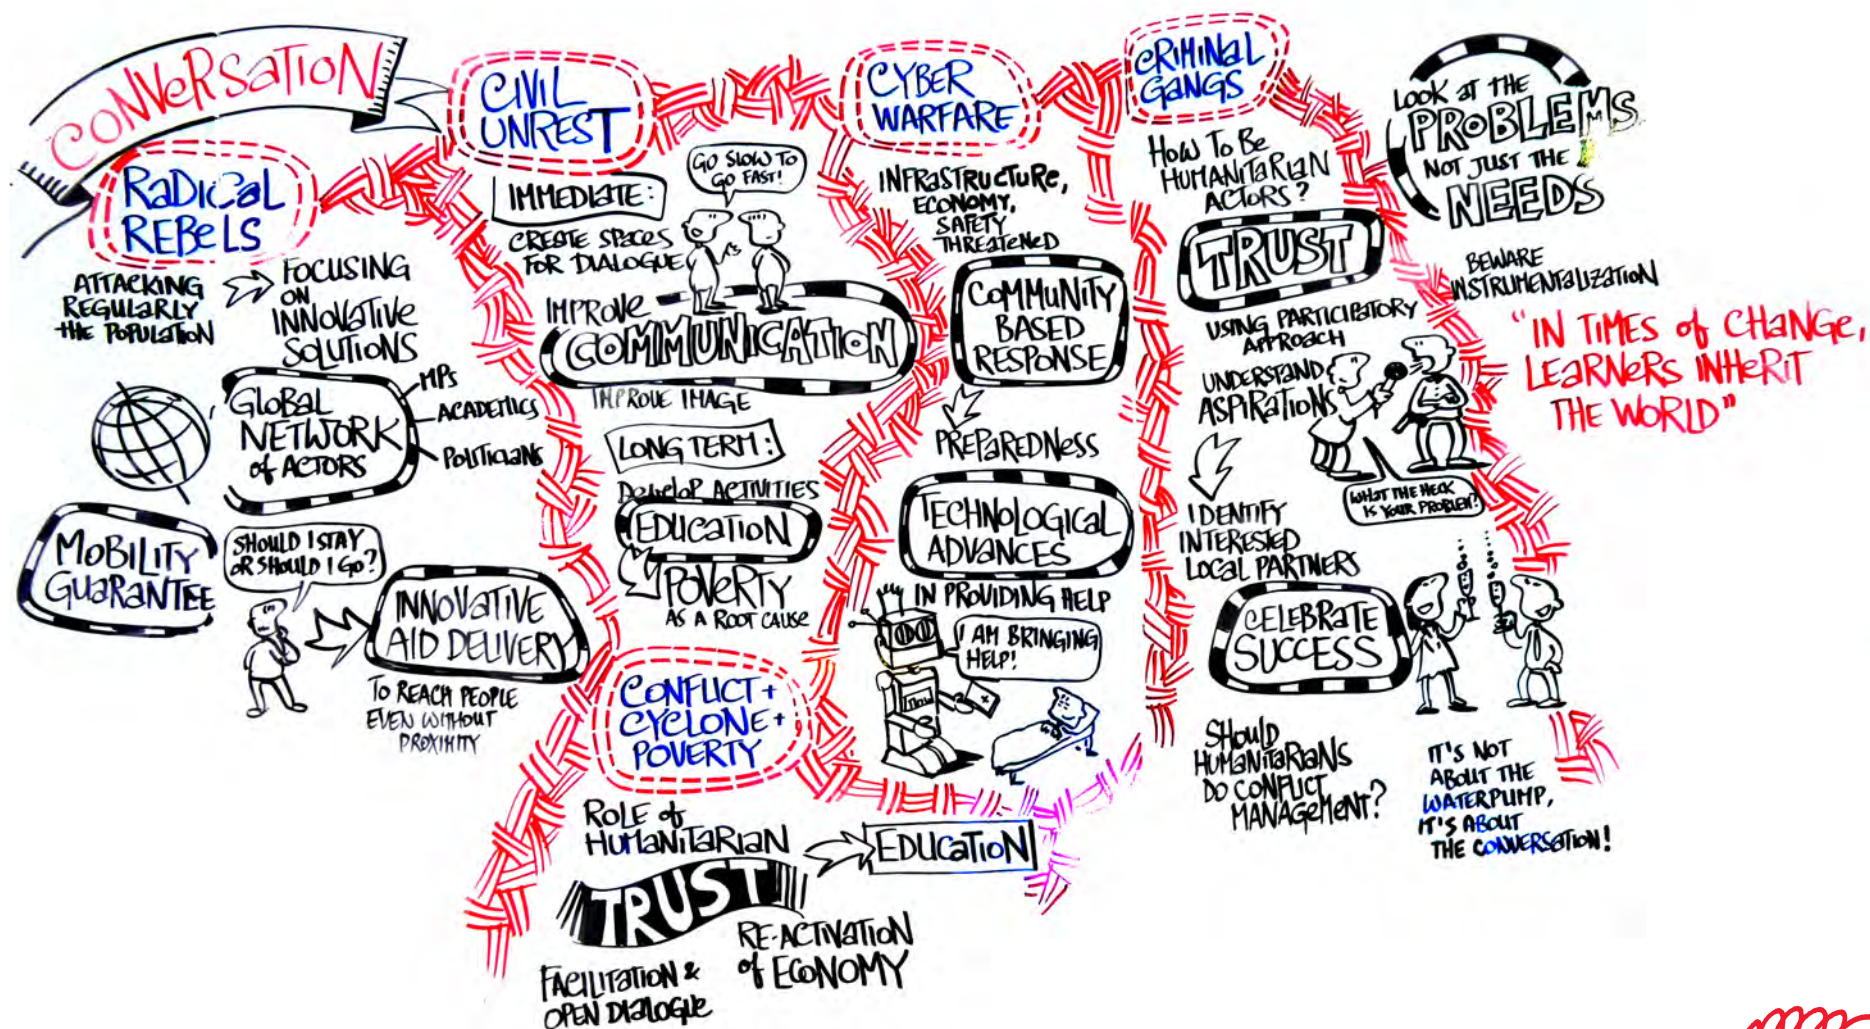 CONVERSATION
RADICAL
REBELS
ATTACKING
REGULARLY
THE POPULATION
FOCUSING
ON
INNOVATIVE
SOLUTIONS
GLOBAL
NETWORK
of ACTORS
MPs
ACADEMICS
POLITICIANS
MOBILITY
GUARANTEE
SHOULD I STAY
OR SHOULD I GO?
INNOVATIVE
AID DELIVERY
TO REACH PEOPLE
EVEN WITHOUT
PROXIMITY
CIVIL
UNREST
IMMEDIATE:
GO SLOW TO
GO FAST!
CREATE SPACES
FOR DIALOGUE
IMPROVE
COMMUNICATION
IMPROVE IMAGE
LONG TERM:
DEVELOP ACTIVITIES
EDUCATION
POVERTY
AS A ROOT CAUSE
CONFLICT +
CYCLONE +
POVERTY
ROLE of
HUMANITARIAN
TRUST
EDUCATION
FACILITATION &
OPEN DIALOGUE
RE-ACTIVATION
of ECONOMY
CYBER
WARFARE
INFRASTRUCTURE,
ECONOMY,
SAFETY
THREATENED
COMMUNITY
BASED
RESPONSE
PREPAREDNESS
TECHNOLOGICAL
ADVANCES
IN PROVIDING HELP
I AM BRINGING
HELP!
CRIMINAL
GANGS
HOW TO BE
HUMANITARIAN
ACTORS?
TRUST
USING PARTICIPATORY
APPROACH
UNDERSTAND
ASPIRATIONS
WHAT THE HECK
IS YOUR PROBLEM?
IDENTIFY
INTERESTED
LOCAL PARTNERS
CELEBRATE
SUCCESS
SHOULD
HUMANITARIANS
DO CONFLICT
MANAGEMENT?
LOOK AT THE
PROBLEMS
NOT JUST THE
NEEDS
BEWARE
INSTRUMENTALIZATION
"IN TIMES of CHANGE,
LEARNERS INHERIT
THE WORLD"
IT'S NOT
ABOUT THE
WATERPUMP,
IT'S ABOUT
THE CONVERSATION!